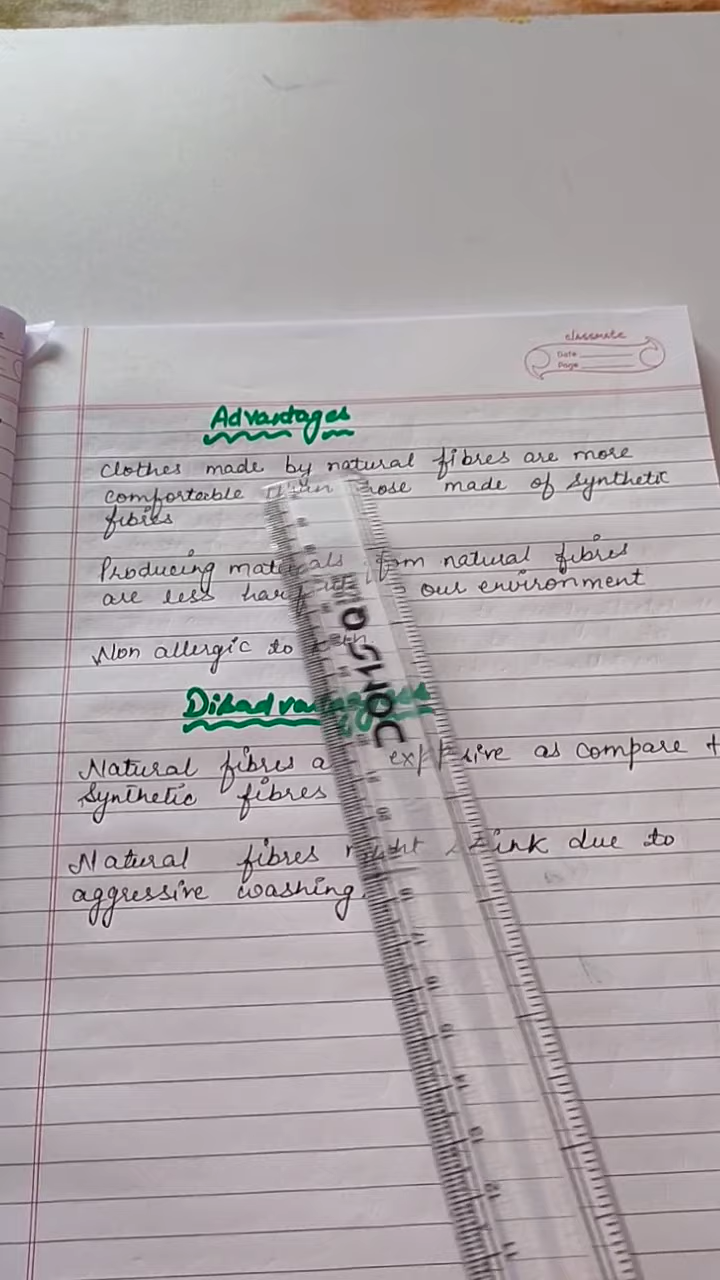 classmate
Date
Page
Advantages
Clothes made by natural fibres are more
comfortable than those made of Synthetic
fibres
Producing materials from natural fibres
are less our environment
Non allergic to
Disadvantages
Natural fibres as compare
Synthetic fibres
Natural fibres might due to
aggressive washing.
DOMS